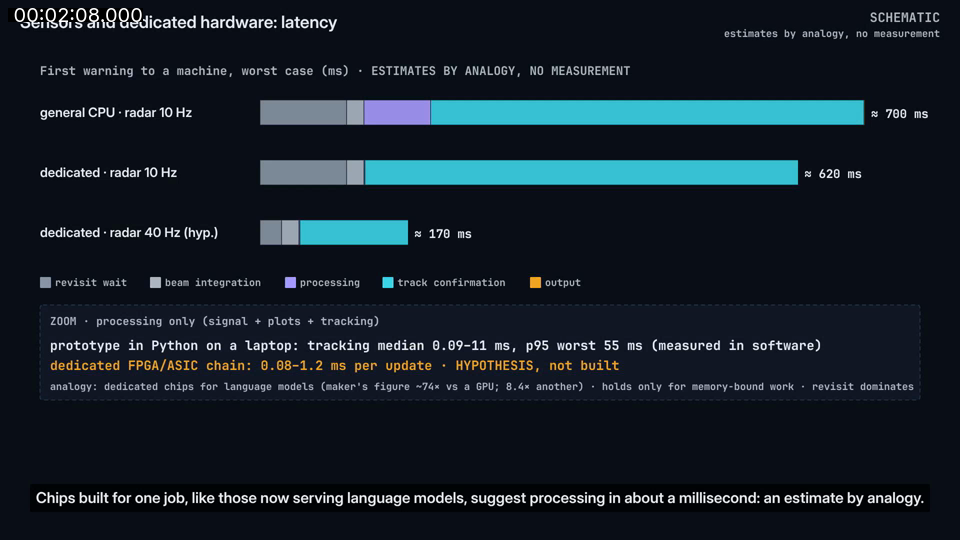 00:02:08.000
Sensors and dedicated hardware: latency
SCHEMATIC
estimates by analogy, no measurement
First warning to a machine, worst case (ms) · ESTIMATES BY ANALOGY, NO MEASUREMENT
general CPU · radar 10 Hz
≈ 700 ms
dedicated · radar 10 Hz
≈ 620 ms
dedicated · radar 40 Hz (hyp.)
≈ 170 ms
revisit wait beam integration processing track confirmation output
ZOOM · processing only (signal + plots + tracking)
prototype in Python on a laptop: tracking median 0.09–11 ms, p95 worst 55 ms (measured in software)
dedicated FPGA/ASIC chain: 0.08–1.2 ms per update · HYPOTHESIS, not built
analogy: dedicated chips for language models (maker's figure ~74× vs a GPU; 8.4× another) · holds only for memory-bound work · revisit dominates
Chips built for one job, like those now serving language models, suggest processing in about a millisecond: an estimate by analogy.